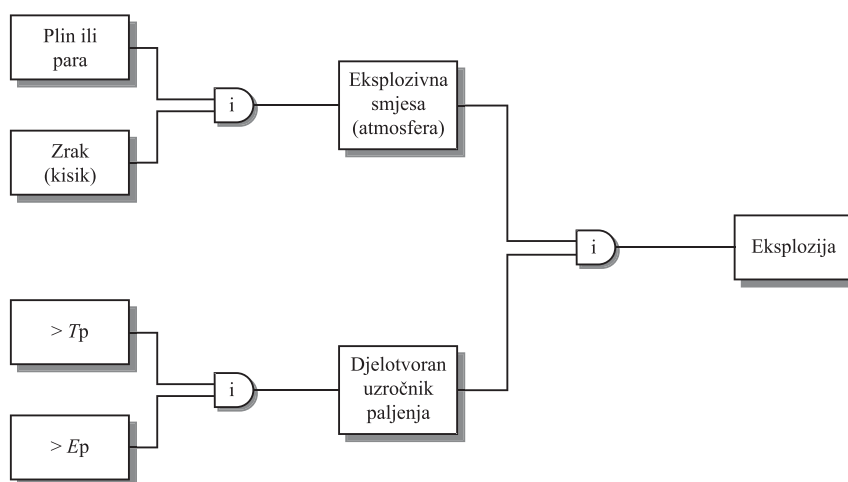 Plin ili
para
i
Zrak
(kisik)
Eksplozivna
smjesa
(atmosfera)
i
Eksplozija
> Tp
i
> Ep
Djelotvoran
uzročnik
paljenja